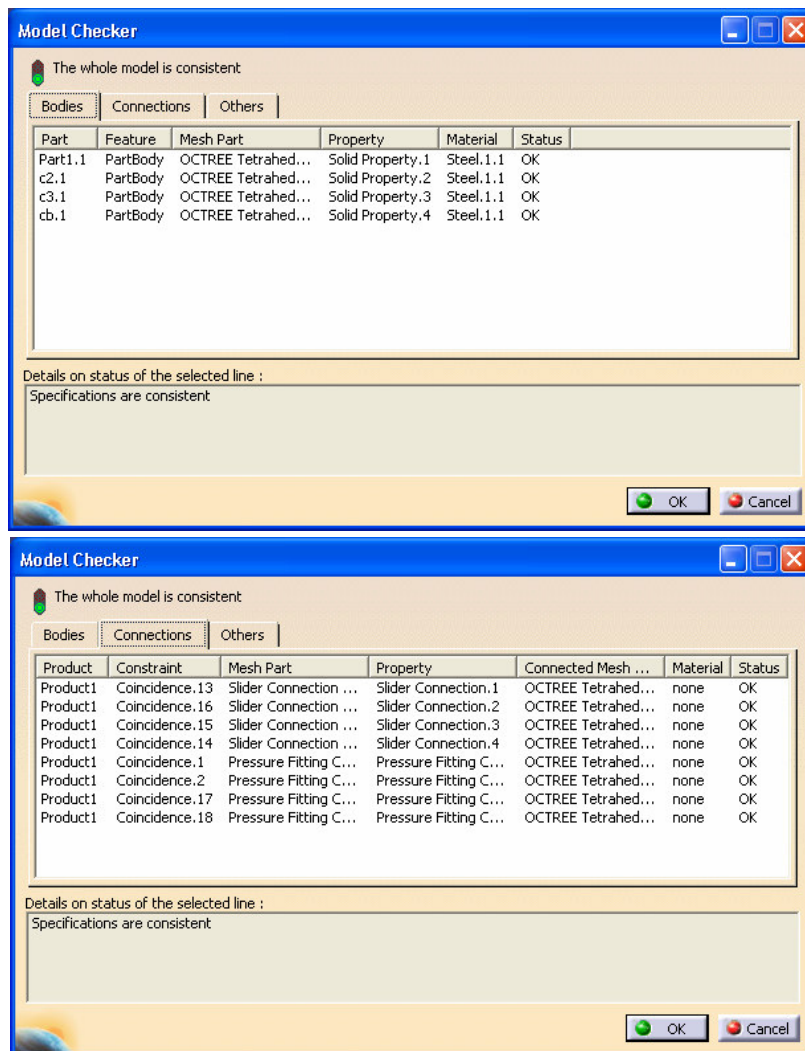 Model Checker
The whole model is consistent
Bodies Connections Others
Part Feature Mesh Part Property Material Status
Part1.1 PartBody OCTREE Tetrahed... Solid Property.1 Steel.1.1 OK
c2.1 PartBody OCTREE Tetrahed... Solid Property.2 Steel.1.1 OK
c3.1 PartBody OCTREE Tetrahed... Solid Property.3 Steel.1.1 OK
cb.1 PartBody OCTREE Tetrahed... Solid Property.4 Steel.1.1 OK
Details on status of the selected line :
Specifications are consistent
OK Cancel
Model Checker
The whole model is consistent
Bodies Connections Others
Product Constraint Mesh Part Property Connected Mesh ... Material Status
Product1 Coincidence.13 Slider Connection ... Slider Connection.1 OCTREE Tetrahed... none OK
Product1 Coincidence.16 Slider Connection ... Slider Connection.2 OCTREE Tetrahed... none OK
Product1 Coincidence.15 Slider Connection ... Slider Connection.3 OCTREE Tetrahed... none OK
Product1 Coincidence.14 Slider Connection ... Slider Connection.4 OCTREE Tetrahed... none OK
Product1 Coincidence.1 Pressure Fitting C... Pressure Fitting C... OCTREE Tetrahed... none OK
Product1 Coincidence.2 Pressure Fitting C... Pressure Fitting C... OCTREE Tetrahed... none OK
Product1 Coincidence.17 Pressure Fitting C... Pressure Fitting C... OCTREE Tetrahed... none OK
Product1 Coincidence.18 Pressure Fitting C... Pressure Fitting C... OCTREE Tetrahed... none OK
Details on status of the selected line :
Specifications are consistent
OK Cancel